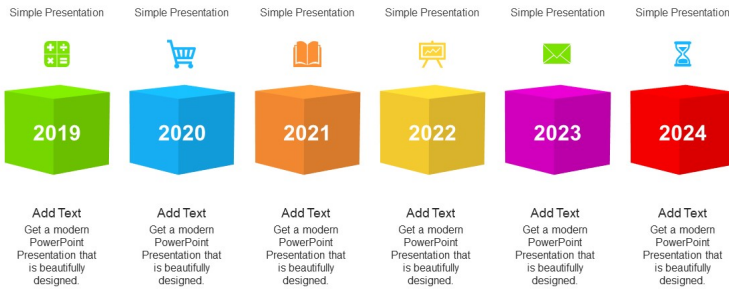 Simple Presentation
Simple Presentation
Simple Presentation
Simple Presentation
Simple Presentation
Simple Presentation
2019
2020
2021
2022
2023
2024
Add Text
Get a modern
PowerPoint
Presentation that
is beautifully
designed.
Add Text
Get a modern
PowerPoint
Presentation that
is beautifully
designed.
Add Text
Get a modern
PowerPoint
Presentation that
is beautifully
designed.
Add Text
Get a modern
PowerPoint
Presentation that
is beautifully
designed.
Add Text
Get a modern
PowerPoint
Presentation that
is beautifully
designed.
Add Text
Get a modern
PowerPoint
Presentation that
is beautifully
designed.